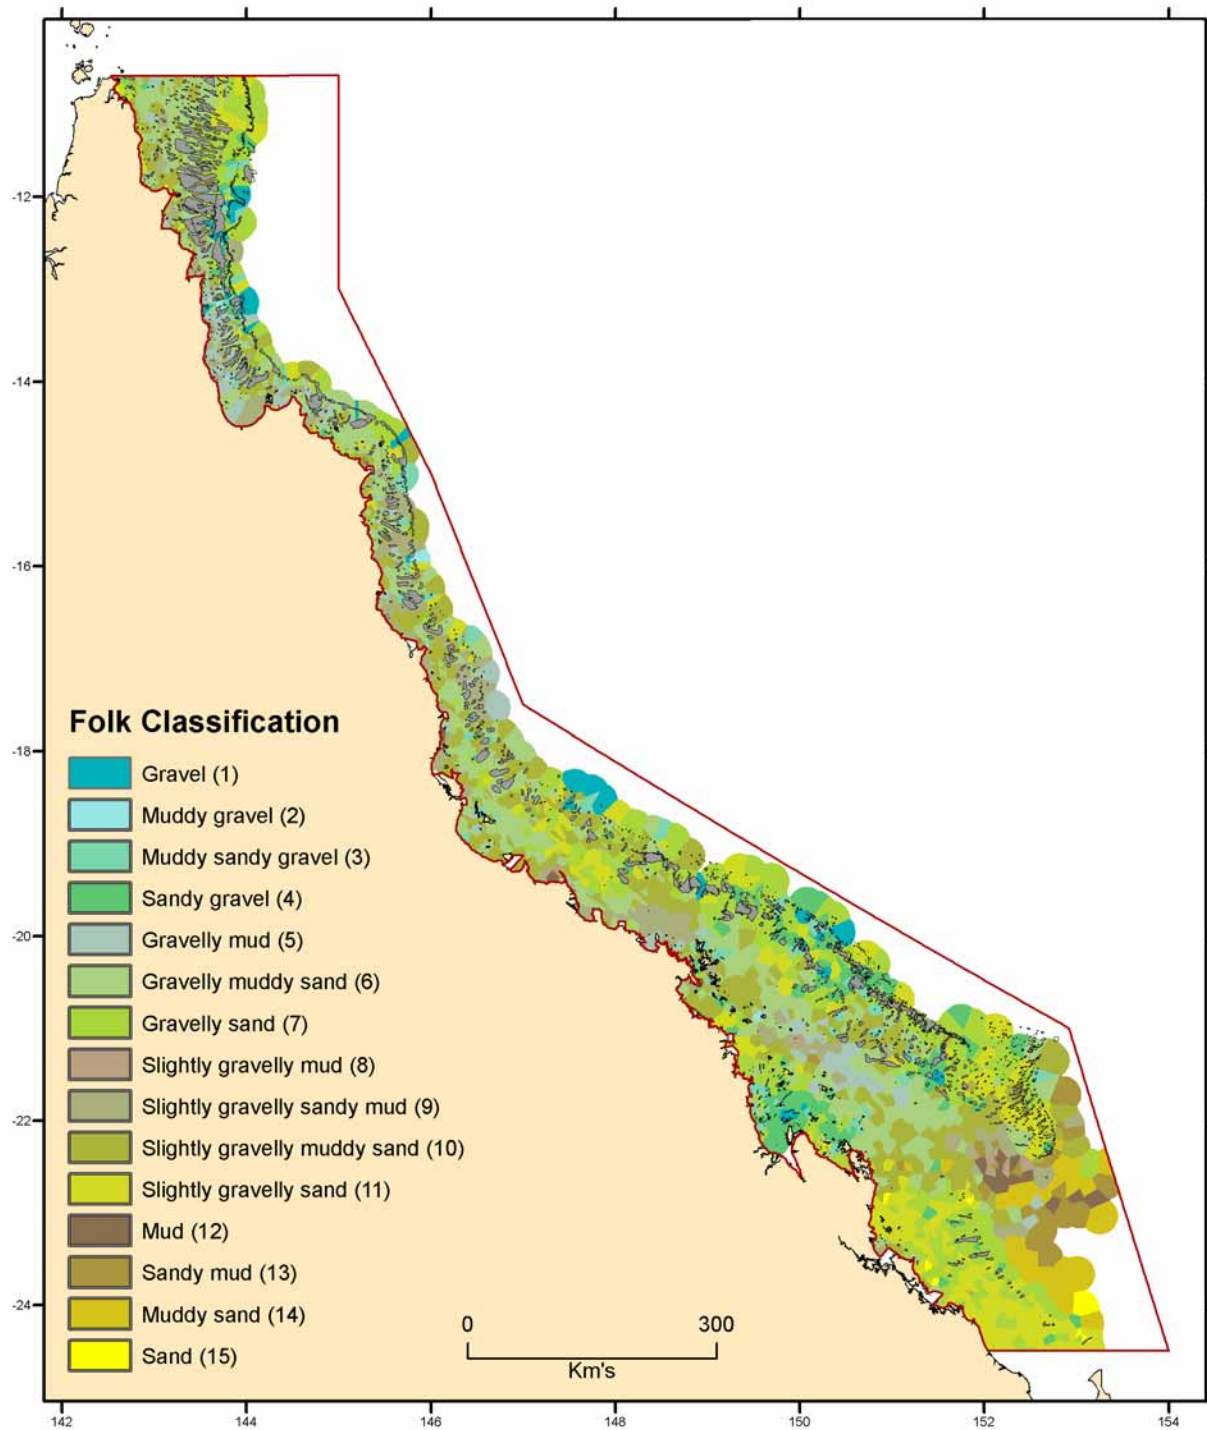 -12
-14
-16
Folk Classification
-18
Gravel (1)
Muddy gravel (2)
Muddy sandy gravel (3)
Sandy gravel (4)
-20
Gravelly mud (5)
Gravelly muddy sand (6)
Gravelly sand (7)
Slightly gravelly mud (8)
Slightly gravelly sandy mud (9)
-22
Slightly gravelly muddy sand (10)
Slightly gravelly sand (11)
Mud (12)
Sandy mud (13)
-24
Muddy sand (14)
Sand (15)
0 300
Km's
142 144 146 148 150 152 154